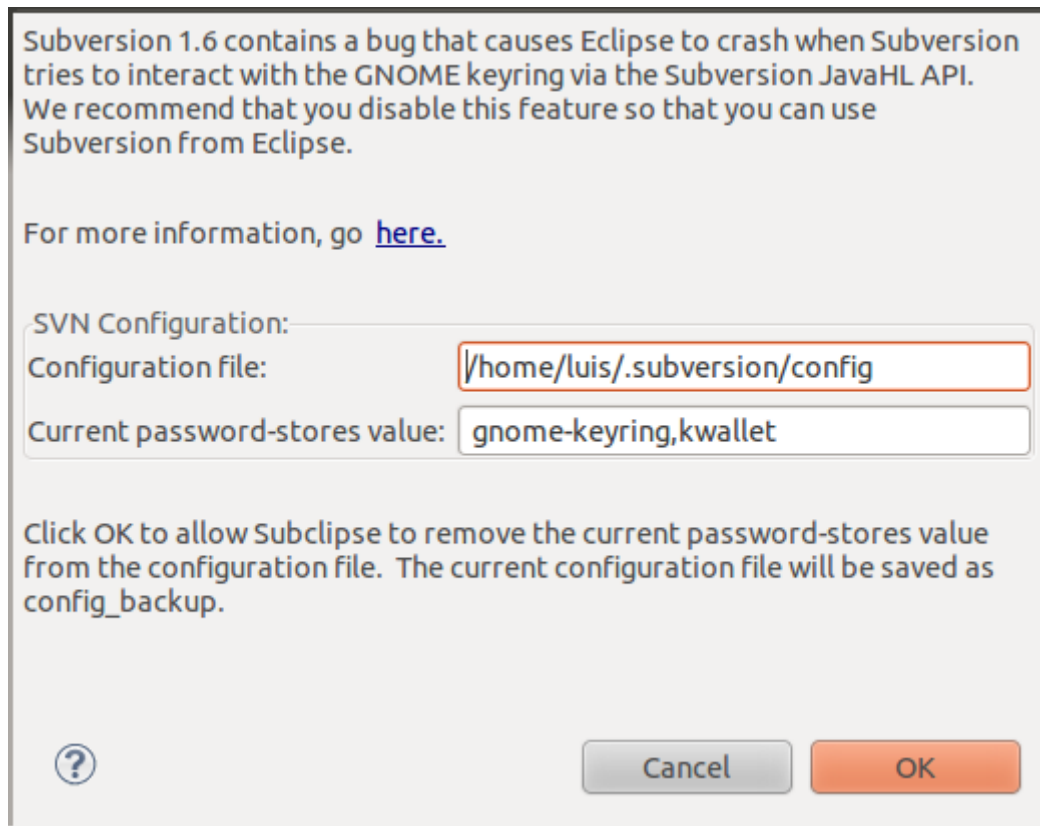 Subversion 1.6 contains a bug that causes Eclipse to crash when Subversion
tries to interact with the GNOME keyring via the Subversion JavaHL API.
We recommend that you disable this feature so that you can use
Subversion from Eclipse.
For more information, go here.
SVN Configuration:
Configuration file: /home/luis/.subversion/config
Current password-stores value: gnome-keyring,kwallet
Click OK to allow Subclipse to remove the current password-stores value
from the configuration file. The current configuration file will be saved as
config_backup.
? Cancel OK